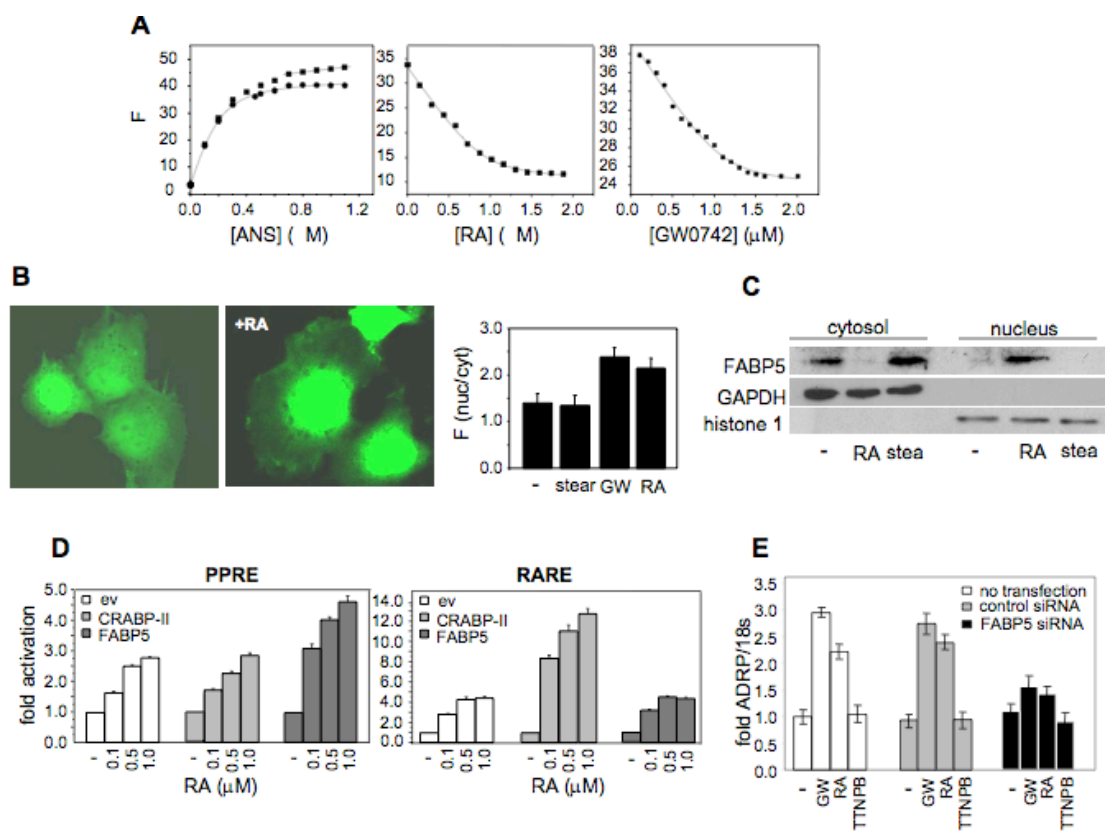 A
F
50
40
30
20
10
0
0.0 0.4 0.8 1.2
[ANS] ( M)
35
30
25
20
15
10
0.0 0.5 1.0 1.5 2.0
[RA] ( M)
38
36
34
32
30
28
26
24
0.0 0.5 1.0 1.5 2.0
[GW0742] (μM)
B
+RA
F (nuc/cyt)
3.0
2.0
1.0
0.0
- stear GW RA
C
cytosol nucleus
FABP5
GAPDH
histone 1
- RA stea - RA stea
D
PPRE
fold activation
5.0
4.0
3.0
2.0
1.0
0.0
ev
CRABP-II
FABP5
- 0.1 0.5 1.0 - 0.1 0.5 1.0 - 0.1 0.5 1.0
RA (μM)
RARE
14.0
12.0
10.0
8.0
6.0
4.0
2.0
0.0
ev
CRABP-II
FABP5
- 0.1 0.5 1.0 - 0.1 0.5 1.0 - 0.1 0.5 1.0
RA (μM)
E
fold ADRP/18s
3.5
3.0
2.5
2.0
1.5
1.0
0.5
0.0
no transfection
control siRNA
FABP5 siRNA
- GW RA TTNPB - GW RA TTNPB - GW RA TTNPB